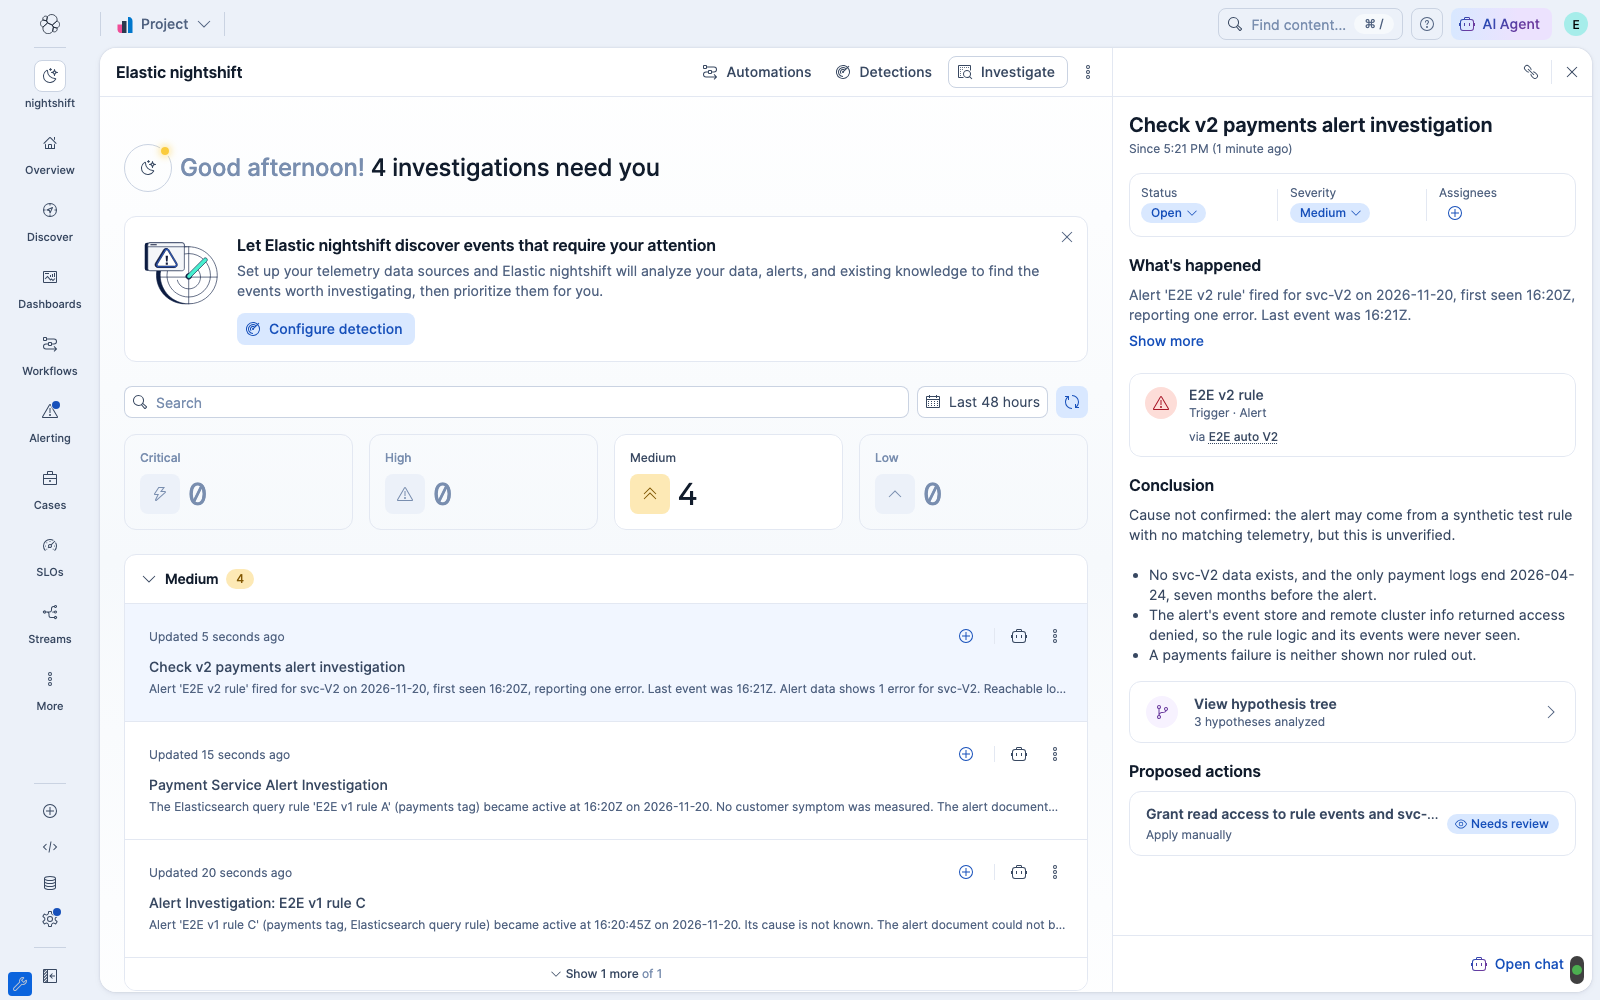 Project
Find content...
⌘ /
AI Agent
E
nightshift
Overview
Discover
Dashboards
Workflows
Alerting
Cases
SLOs
Streams
More
Elastic nightshift
Automations
Detections
Investigate
Good afternoon! 4 investigations need you
Let Elastic nightshift discover events that require your attention
Set up your telemetry data sources and Elastic nightshift will analyze your data, alerts, and existing knowledge to find the
events worth investigating, then prioritize them for you.
Configure detection
Search
Last 48 hours
Critical
0
High
0
Medium
4
Low
0
Medium
4
Updated 5 seconds ago
Check v2 payments alert investigation
Alert 'E2E v2 rule' fired for svc-V2 on 2026-11-20, first seen 16:20Z, reporting one error. Last event was 16:21Z. Alert data shows 1 error for svc-V2. Reachable lo...
Updated 15 seconds ago
Payment Service Alert Investigation
The Elasticsearch query rule 'E2E v1 rule A' (payments tag) became active at 16:20Z on 2026-11-20. No customer symptom was measured. The alert document...
Updated 20 seconds ago
Alert Investigation: E2E v1 rule C
Alert 'E2E v1 rule C' (payments tag, Elasticsearch query rule) became active at 16:20:45Z on 2026-11-20. Its cause is not known. The alert document could not b...
Show 1 more of 1
Check v2 payments alert investigation
Since 5:21 PM (1 minute ago)
Status
Open
Severity
Medium
Assignees
What's happened
Alert 'E2E v2 rule' fired for svc-V2 on 2026-11-20, first seen 16:20Z,
reporting one error. Last event was 16:21Z.
Show more
E2E v2 rule
Trigger · Alert
via E2E auto V2
Conclusion
Cause not confirmed: the alert may come from a synthetic test rule
with no matching telemetry, but this is unverified.
• No svc-V2 data exists, and the only payment logs end 2026-04-
24, seven months before the alert.
• The alert's event store and remote cluster info returned access
denied, so the rule logic and its events were never seen.
• A payments failure is neither shown nor ruled out.
View hypothesis tree
3 hypotheses analyzed
Proposed actions
Grant read access to rule events and svc-...
Needs review
Apply manually
Open chat